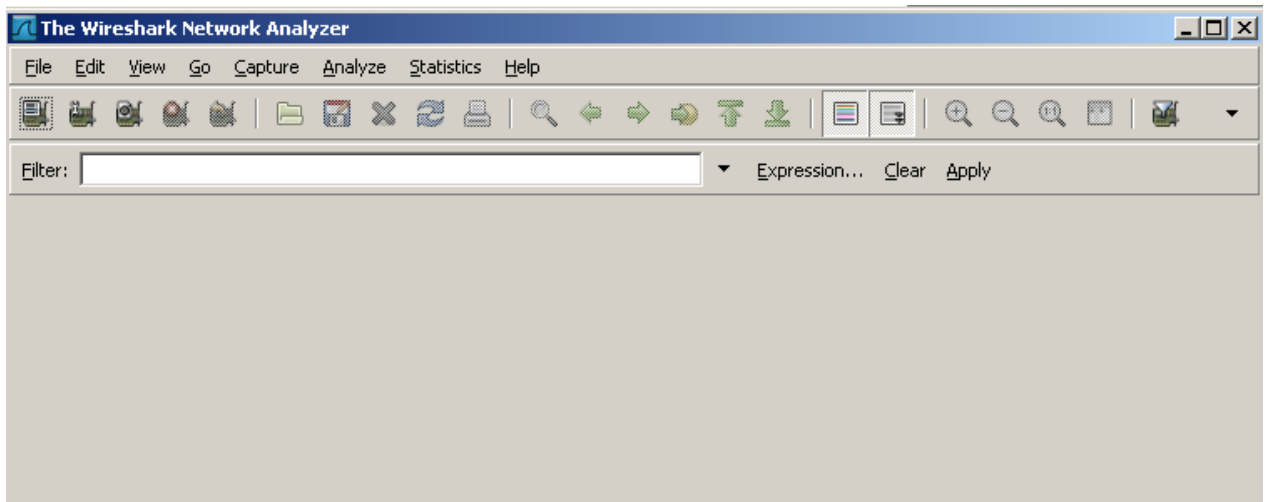 The Wireshark Network Analyzer
File Edit View Go Capture Analyze Statistics Help
Filter: Expression... Clear Apply